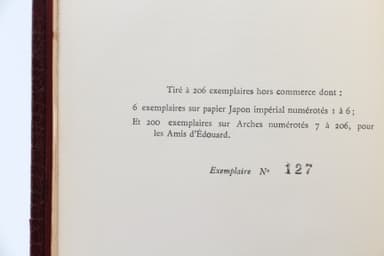 Tiré à 206 exemplaires hors commerce dont :
6 exemplaires sur papier Japon impérial numérotés 1 à 6 ;
Et 200 exemplaires sur Arches numérotés 7 à 206, pour
les Amis d'Édouard.
Exemplaire N° 127